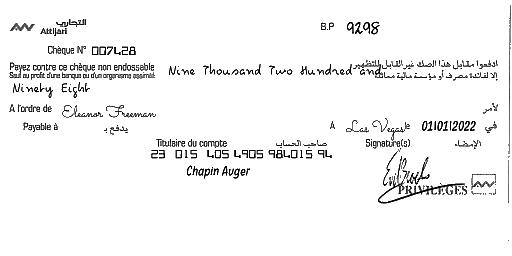 التجاري
Attijari
B.P 9298
Chèque N° 007428
Payez contre ce chèque non endossable
Sauf au profit d'une banque ou d'un organisme assimilé
Nine Thousand Two Hundred and
ادفعوا مقابل هذا الصك غير القابل للتظهير
إلا لفائدة مصرف أو مؤسسة مالية
Ninety Eight
A l'ordre de Eleanor Freeman
لأمر
Payable à يدفع بـ
A Las Vegas le 01/01/2022 في
Titulaire du compte صاحب الحساب
Signature(s) الإمضاء
23 015 405 4905 984015 94
Chapin Auger
PRIVILÈGES